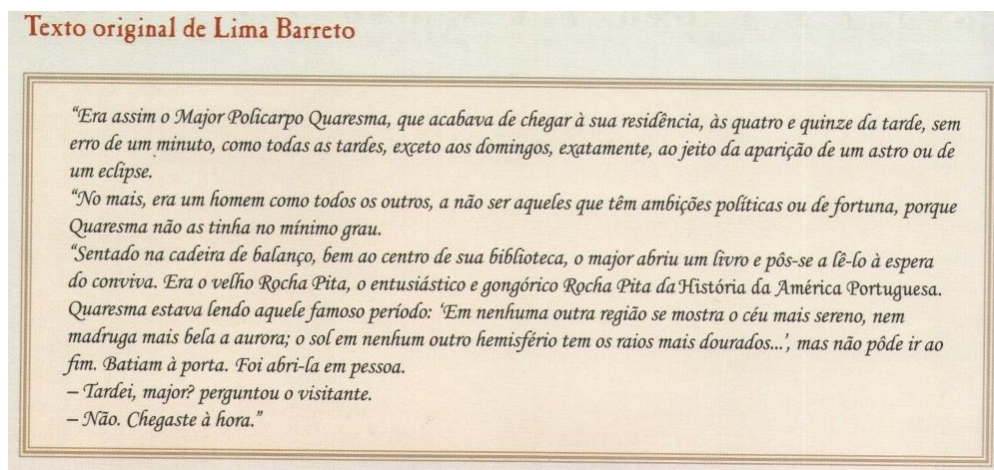 Texto original de Lima Barreto
“Era assim o Major Policarpo Quaresma, que acabava de chegar à sua residência, às quatro e quinze da tarde, sem
erro de um minuto, como todas as tardes, exceto aos domingos, exatamente, ao jeito da aparição de um astro ou de
um eclipse.
“No mais, era um homem como todos os outros, a não ser aqueles que têm ambições políticas ou de fortuna, porque
Quaresma não as tinha no mínimo grau.
“Sentado na cadeira de balanço, bem ao centro de sua biblioteca, o major abriu um livro e pôs-se a lê-lo à espera
do conviva. Era o velho Rocha Pita, o entusiástico e gongórico Rocha Pita da História da América Portuguesa.
Quaresma estava lendo aquele famoso período: ‘Em nenhuma outra região se mostra o céu mais sereno, nem
madruga mais bela a aurora; o sol em nenhum outro hemisfério tem os raios mais dourados...’, mas não pôde ir ao
fim. Batiam à porta. Foi abri-la em pessoa.
– Tardei, major? perguntou o visitante.
– Não. Chegaste à hora.”